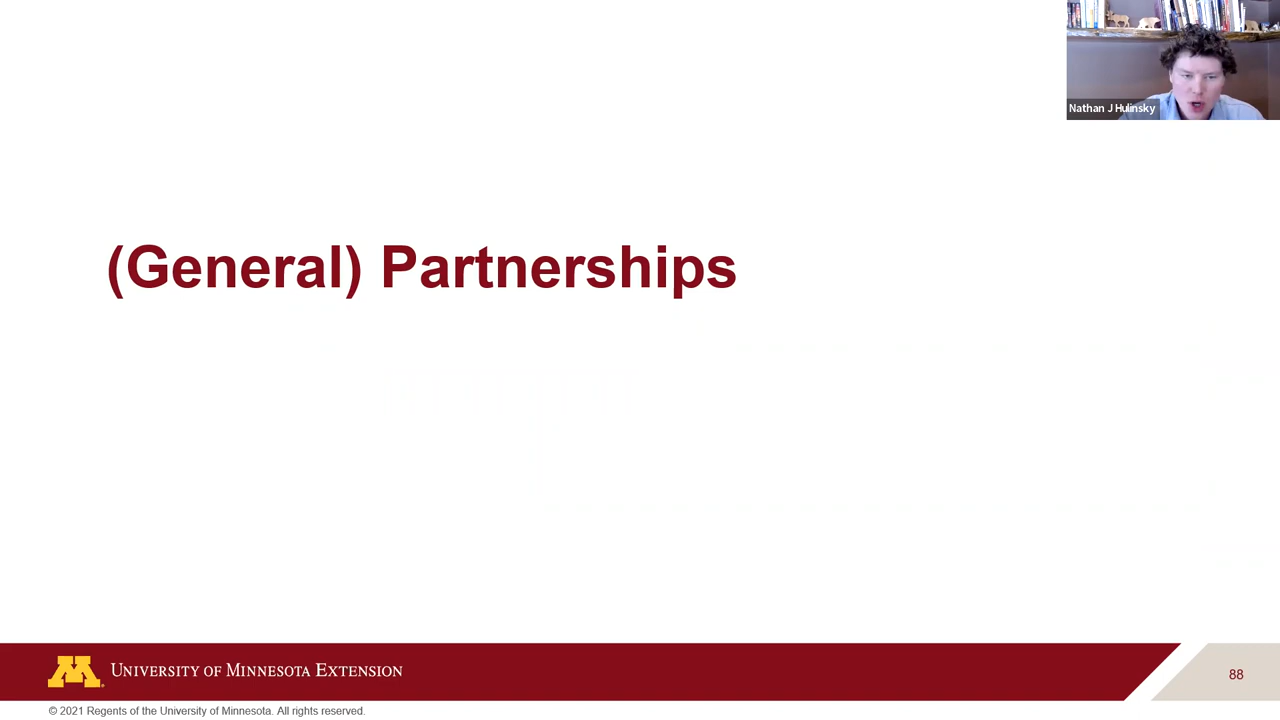 Nathan J Hulinsky
(General) Partnerships
UNIVERSITY OF MINNESOTA EXTENSION
88
© 2021 Regents of the University of Minnesota. All rights reserved.